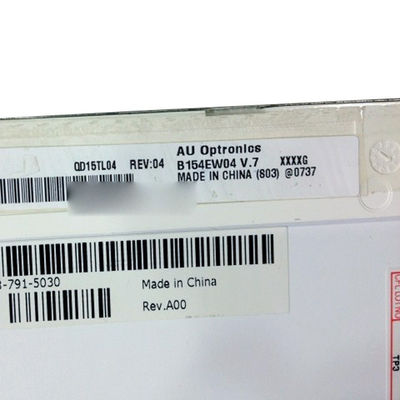 AU Optronics
QD15TL04 REV:04 B154EW04 V.7 XXXXG
MADE IN CHINA (803) @0737
-791-5030 Made in China
Rev.A00
TP3